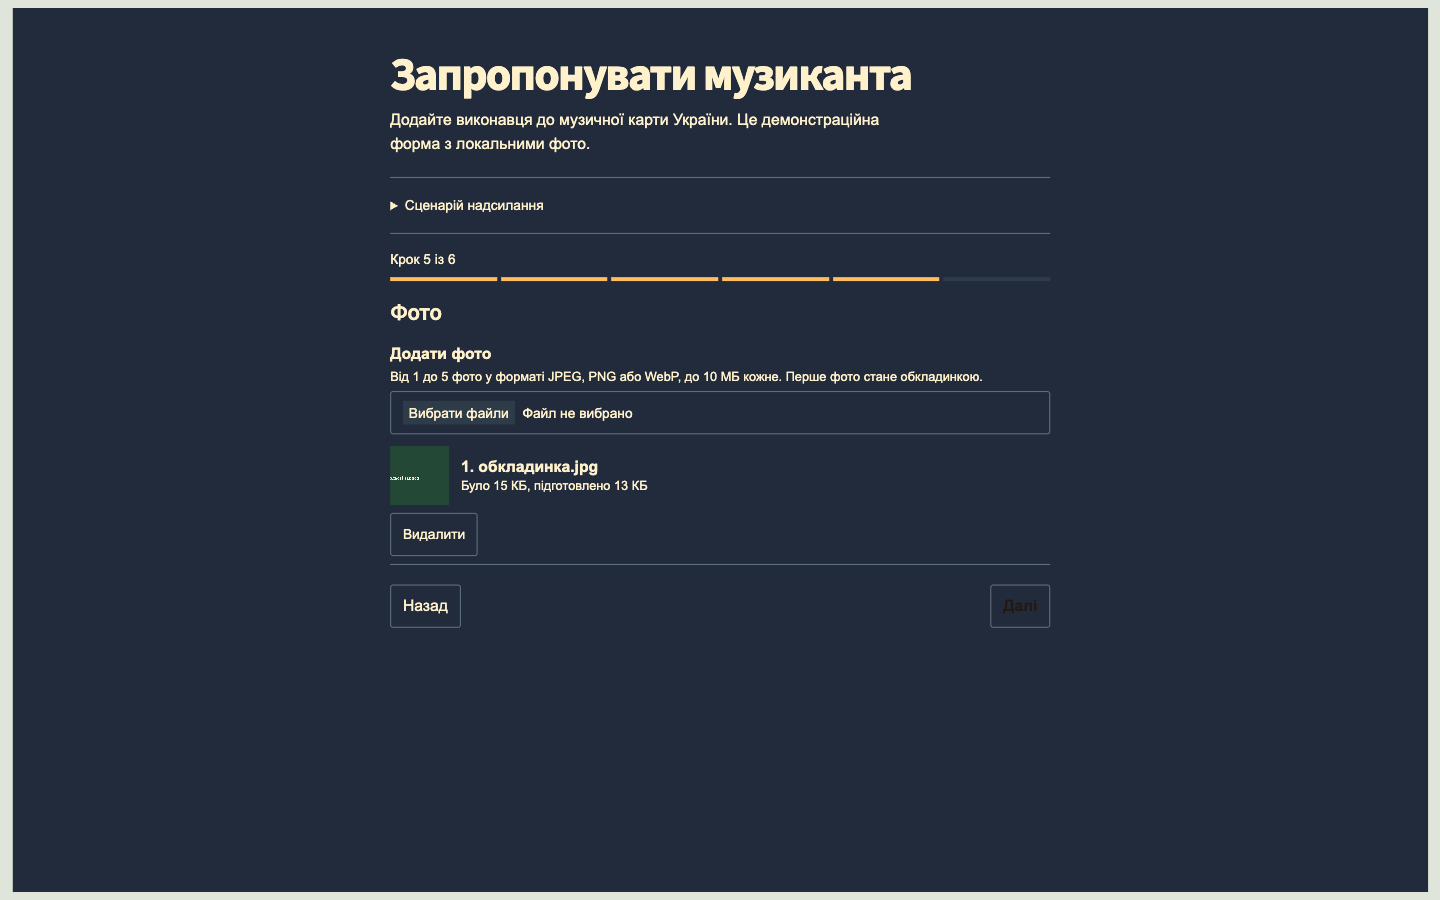 Запропонувати музиканта
Додайте виконавця до музичної карти України. Це демонстраційна
форма з локальними фото.
Сценарій надсилання
Крок 5 із 6
Фото
Додати фото
Від 1 до 5 фото у форматі JPEG, PNG або WebP, до 10 МБ кожне. Перше фото стане обкладинкою.
Вибрати файли Файл не вибрано
1. обкладинка.jpg
Було 15 КБ, підготовлено 13 КБ
Видалити
Назад
Далі